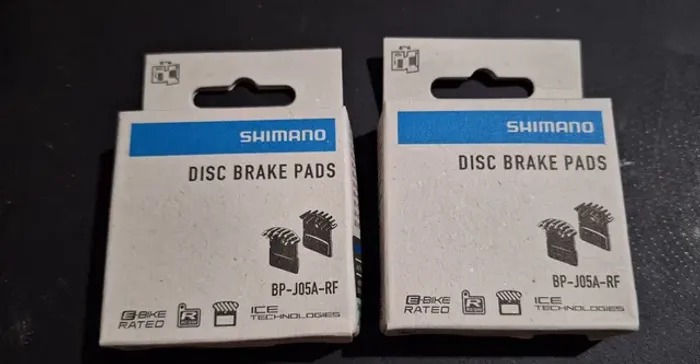 SHIMANO
DISC BRAKE PADS
BP-J05A-RF
E-BIKE
RATED
R
ICE
TECHNOLOGIES
SHIMANO
DISC BRAKE PADS
BP-J05A-RF
E-BIKE
RATED
R
ICE
TECHNOLOGIES